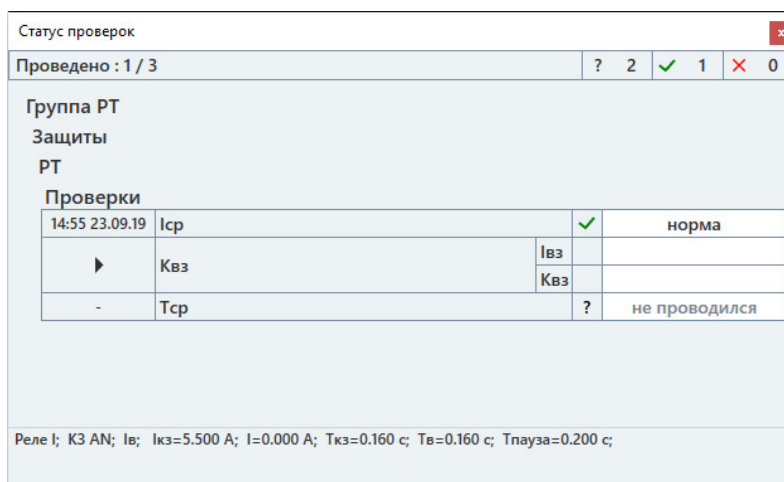 Статус проверок
Проведено : 1 / 3 ? 2 1 0
Группа РТ
Защиты
РТ
Проверки
14:55 23.09.19 Iср норма
Квз Iвз
Квз
- Тср ? не проводился
Реле I; КЗ AN; Iв; Iкз=5.500 А; I=0.000 А; Ткз=0.160 с; Тв=0.160 с; Тпауза=0.200 с;